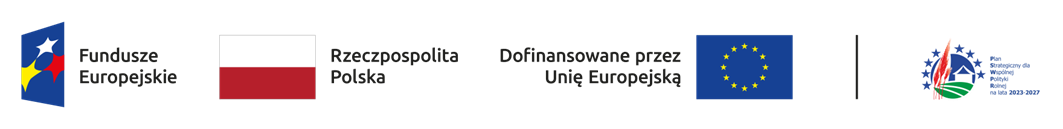 Fundusze
Europejskie
Rzeczpospolita
Polska
Dofinansowane przez
Unię Europejską
Plan
Strategiczny dla
Wspólnej
Polityki
Rolnej
na lata 2023-2027